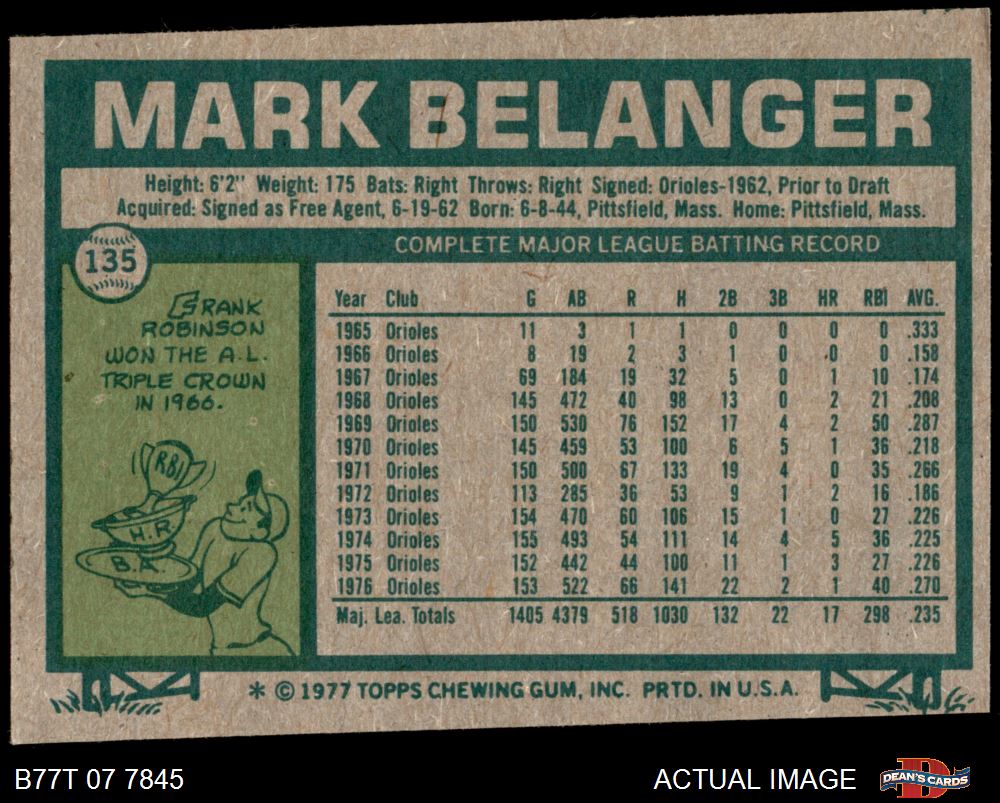 MARK BELANGER
Height: 6'2" Weight: 175 Bats: Right Throws: Right Signed: Orioles-1962, Prior to Draft
Acquired: Signed as Free Agent, 6-19-62 Born: 6-8-44, Pittsfield, Mass. Home: Pittsfield, Mass.
135
COMPLETE MAJOR LEAGUE BATTING RECORD
FRANK
ROBINSON
WON THE A.L.
TRIPLE CROWN
IN 1966.
RBI
H.R
B.A.
Year Club G AB R H 2B 3B HR RBI AVG.
1965 Orioles 11 3 1 1 0 0 0 0 .333
1966 Orioles 8 19 2 3 1 0 0 0 .158
1967 Orioles 69 184 19 32 5 0 1 10 .174
1968 Orioles 145 472 40 98 13 0 2 21 .208
1969 Orioles 150 530 76 152 17 4 2 50 .287
1970 Orioles 145 459 53 100 6 5 1 36 .218
1971 Orioles 150 500 67 133 19 4 0 35 .266
1972 Orioles 113 285 36 53 9 1 2 16 .186
1973 Orioles 154 470 60 106 15 1 0 27 .226
1974 Orioles 155 493 54 111 14 4 5 36 .225
1975 Orioles 152 442 44 100 11 1 3 27 .226
1976 Orioles 153 522 66 141 22 2 1 40 .270
Maj. Lea. Totals 1405 4379 518 1030 132 22 17 298 .235
* © 1977 TOPPS CHEWING GUM, INC. PRTD. IN U.S.A.
B77T 07 7845
ACTUAL IMAGE
D
DEAN'S CARDS